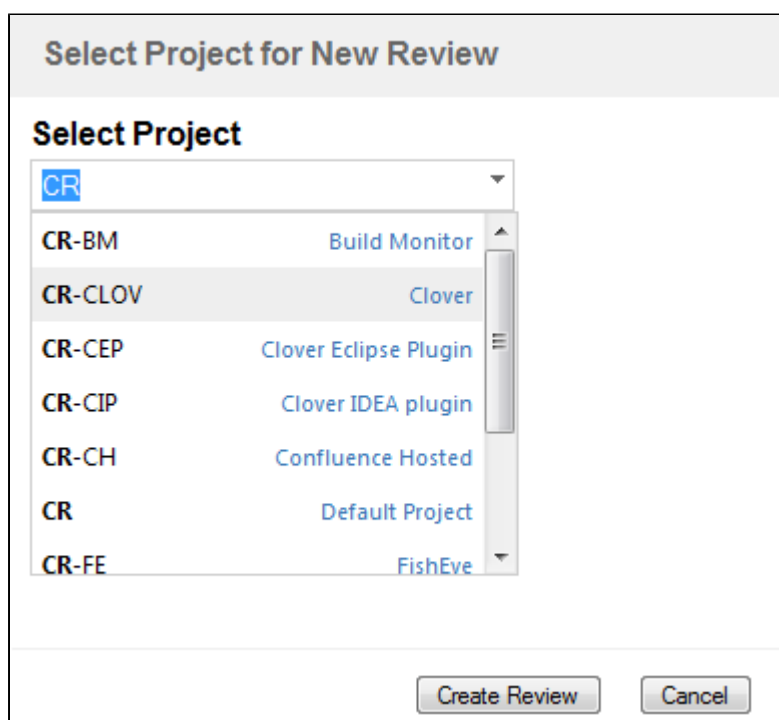 Select Project for New Review
Select Project
CR
CR-BM Build Monitor
CR-CLOV Clover
CR-CEP Clover Eclipse Plugin
CR-CIP Clover IDEA plugin
CR-CH Confluence Hosted
CR Default Project
CR-FE FishEye
Create Review Cancel